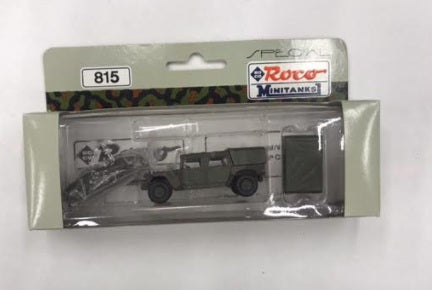 SPECIAL
815
Roco
MINITANKS